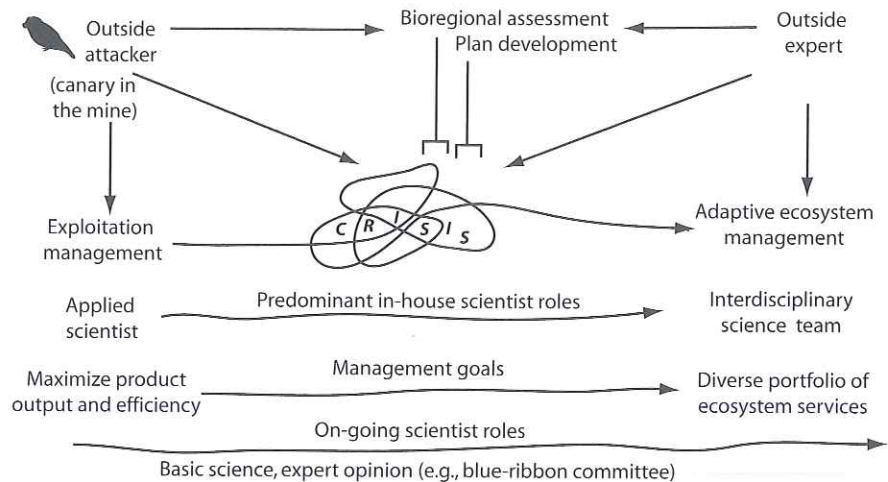 Outside
attacker
(canary in
the mine)
Bioregional assessment
Plan development
Outside
expert
C R I S I S
Exploitation
management
Adaptive ecosystem
management
Applied
scientist
Predominant in-house scientist roles
Interdisciplinary
science team
Maximize product
output and efficiency
Management goals
Diverse portfolio of
ecosystem services
On-going scientist roles
Basic science, expert opinion (e.g., blue-ribbon committee)